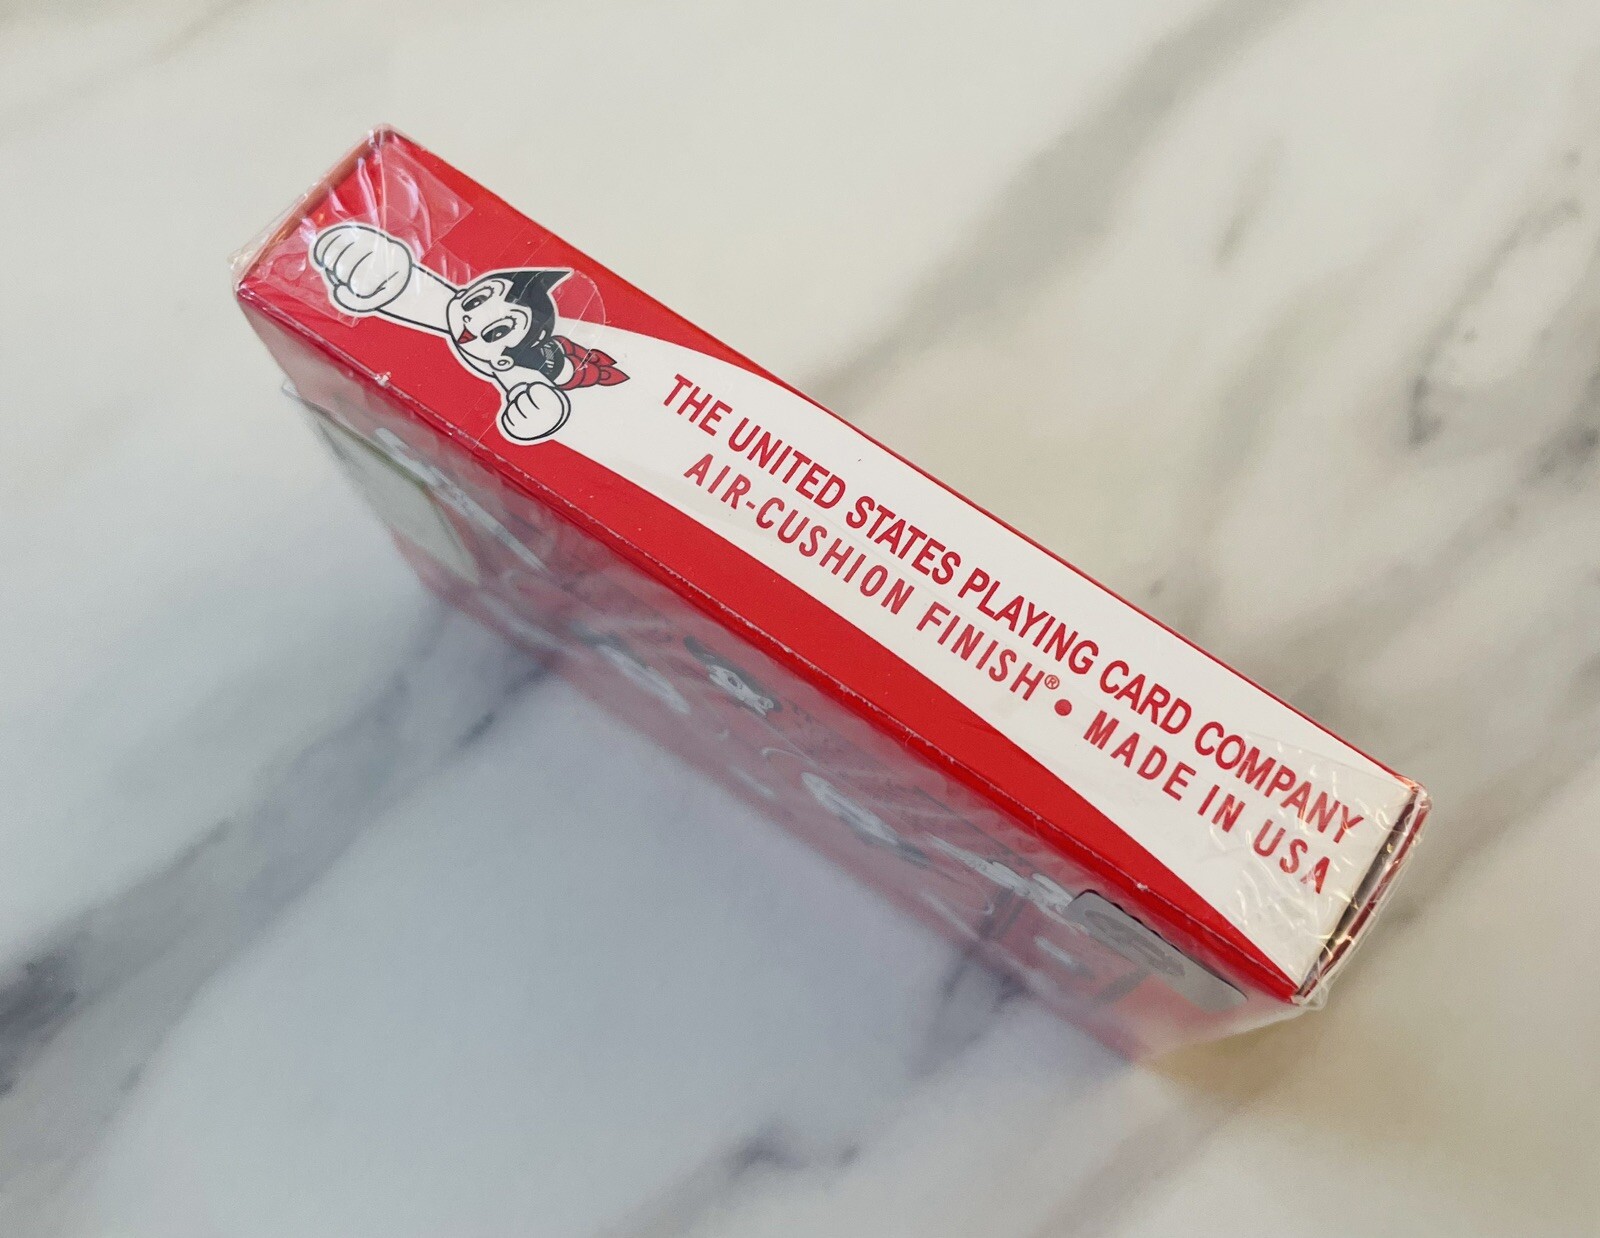 THE UNITED STATES PLAYING CARD COMPANY
AIR-CUSHION FINISH® • MADE IN USA